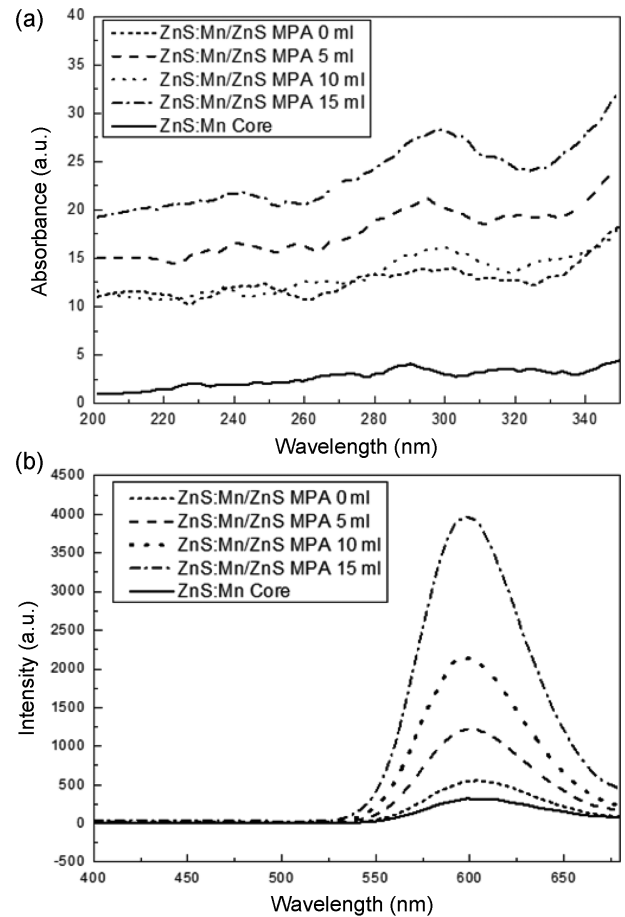 (a)
40
35
30
25
20
15
10
5
0
Absorbance (a.u.)
ZnS:Mn/ZnS MPA 0 ml
ZnS:Mn/ZnS MPA 5 ml
ZnS:Mn/ZnS MPA 10 ml
ZnS:Mn/ZnS MPA 15 ml
ZnS:Mn Core
200 220 240 260 280 300 320 340
Wavelength (nm)
(b)
4500
4000
3500
3000
2500
2000
1500
1000
500
0
-500
Intensity (a.u.)
ZnS:Mn/ZnS MPA 0 ml
ZnS:Mn/ZnS MPA 5 ml
ZnS:Mn/ZnS MPA 10 ml
ZnS:Mn/ZnS MPA 15 ml
ZnS:Mn Core
400 450 500 550 600 650
Wavelength (nm)